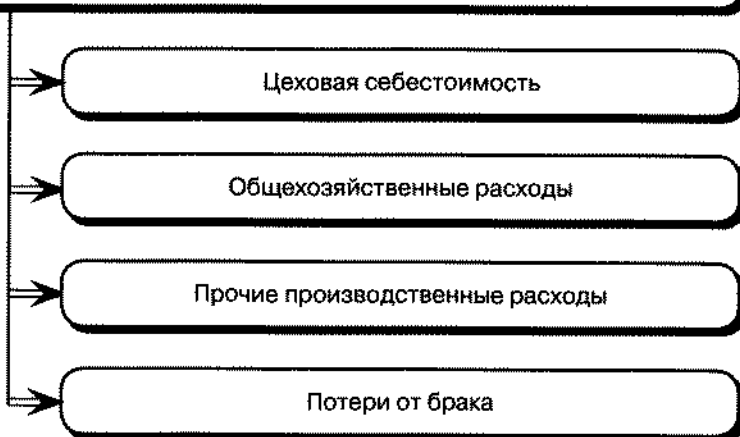 Цеховая себестоимость
Общехозяйственные расходы
Прочие производственные расходы
Потери от брака